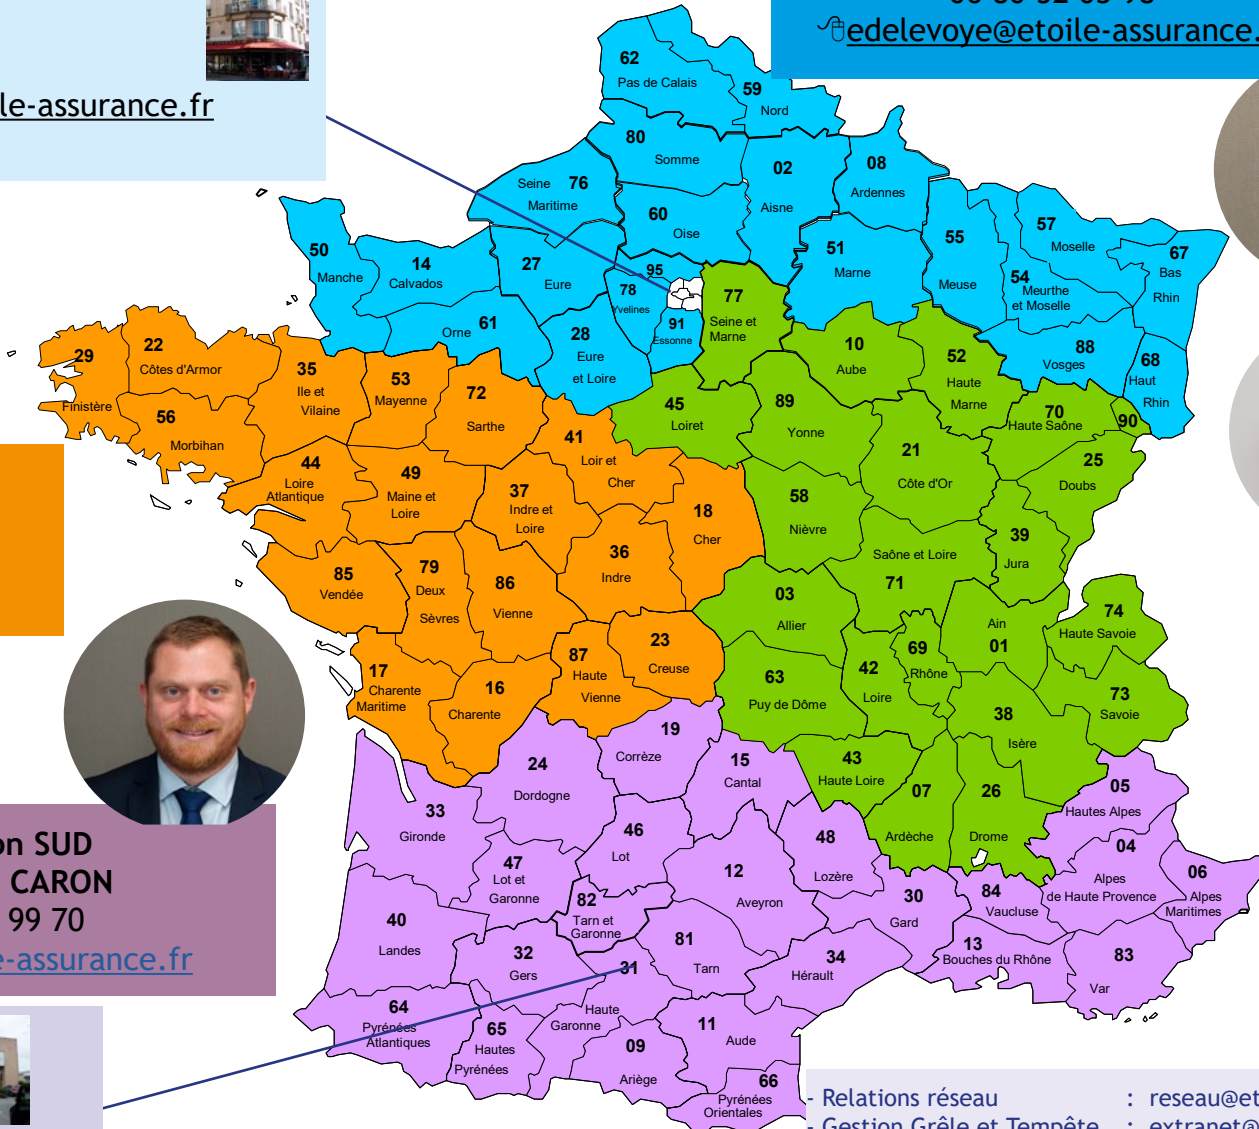 le-assurance.fr
edelevoye@etoile-assurance.
62
Pas de Calais
59
Nord
80
Somme
02
Aisne
08
Ardennes
Seine 76
Maritime
60
Oise
50
Manche
14
Calvados
27
Eure
95
78
Yvelines
91
Essonne
77
Seine et
Marne
51
Marne
55
Meuse
57
Moselle
54
Meurthe
et Moselle
67
Bas
Rhin
Orne 61
28
Eure
et Loire
10
Aube
52
Haute
Marne
88
Vosges
68
Haut
Rhin
29
Finistère
22
Côtes d'Armor
35
Ile et
Vilaine
53
Mayenne
72
Sarthe
56
Morbihan
45
Loiret
89
Yonne
70
Haute Saône
90
41
Loir et
Cher
21
Côte d'Or
25
Doubs
44
Loire
Atlantique
49
Maine et
Loire
37
Indre et
Loire
18
Cher
58
Nièvre
39
Jura
36
Indre
Saône et Loire
71
85
Vendée
79
Deux
Sèvres
86
Vienne
03
Allier
Ain
01
74
Haute Savoie
23
Creuse
87
Haute
Vienne
69
Rhône
42
Loire
17
Charente
Maritime
16
Charente
63
Puy de Dôme
73
Savoie
38
Isère
19
Corrèze
15
Cantal
43
Haute Loire
24
Dordogne
07
Ardèche
26
Drome
05
Hautes Alpes
33
Gironde
46
Lot
48
Lozère
04
Alpes
de Haute Provence
06
Alpes
Maritimes
47
Lot et
Garonne
12
Aveyron
30
Gard
84
Vaucluse
82
Tarn et
Garonne
40
Landes
81
Tarn
32
Gers
34
Hérault
13
Bouches du Rhône
83
Var
31
Haute
Garonne
64
Pyrénées
Atlantiques
65
Hautes
Pyrénées
11
Aude
09
Ariège
66
Pyrénées
Orientales
on SUD
CARON
99 70
e-assurance.fr
- Relations réseau : reseau@et
- Gestion Grêle et Tempête : extranet@